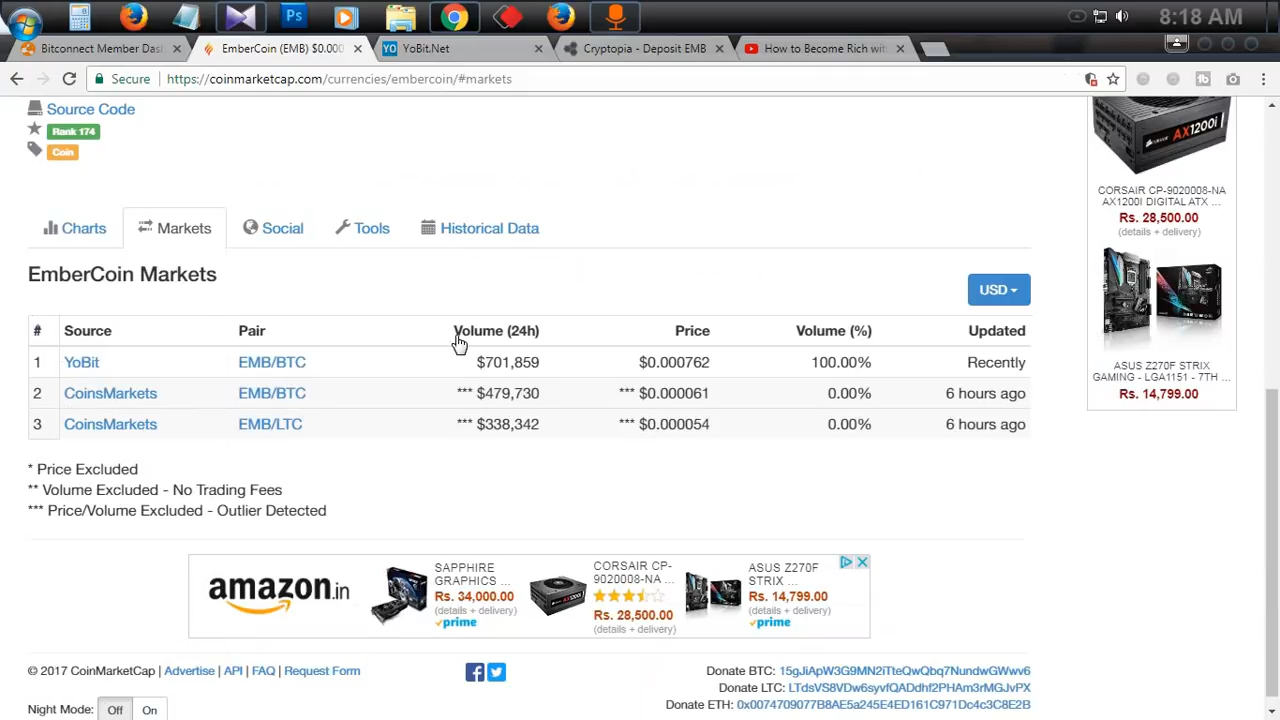 8:18 AM
Bitconnect Member Das
EmberCoin (EMB) $0.000
YoBit.Net
Cryptopia - Deposit EMB
How to Become Rich with
Secure
https://coinmarketcap.com/currencies/embercoin/#markets
Source Code
Rank 174
Coin
Charts
Markets
Social
Tools
Historical Data
EmberCoin Markets
USD
# Source Pair Volume (24h) Price Volume (%) Updated
1 YoBit EMB/BTC $701,859 $0.000762 100.00% Recently
2 CoinsMarkets EMB/BTC *** $479,730 *** $0.000061 0.00% 6 hours ago
3 CoinsMarkets EMB/LTC *** $338,342 *** $0.000054 0.00% 6 hours ago
* Price Excluded
** Volume Excluded - No Trading Fees
*** Price/Volume Excluded - Outlier Detected
AX1200i
CORSAIR CP-9020008-NA
AX1200I DIGITAL ATX ...
Rs. 28,500.00
(details + delivery)
ASUS Z270F STRIX
GAMING - LGA1151 - 7TH ...
Rs. 14,799.00
amazon.in
SAPPHIRE
GRAPHICS ...
Rs. 34,000.00
(details + delivery)
prime
CORSAIR CP-
9020008-NA ...
Rs. 28,500.00
(details + delivery)
ASUS Z270F
STRIX ...
Rs. 14,799.00
(details + delivery)
prime
© 2017 CoinMarketCap | Advertise | API | FAQ | Request Form
Donate BTC: 15gJiApW3G9MN2iTteQwQbq7NundwGWwv6
Donate LTC: LTdsVS8VDw6syvfQADdhf2PHAm3rMGJvPX
Donate ETH: 0x0074709077B8AE5a245E4ED161C971Dc4c3C8E2B
Night Mode: Off On